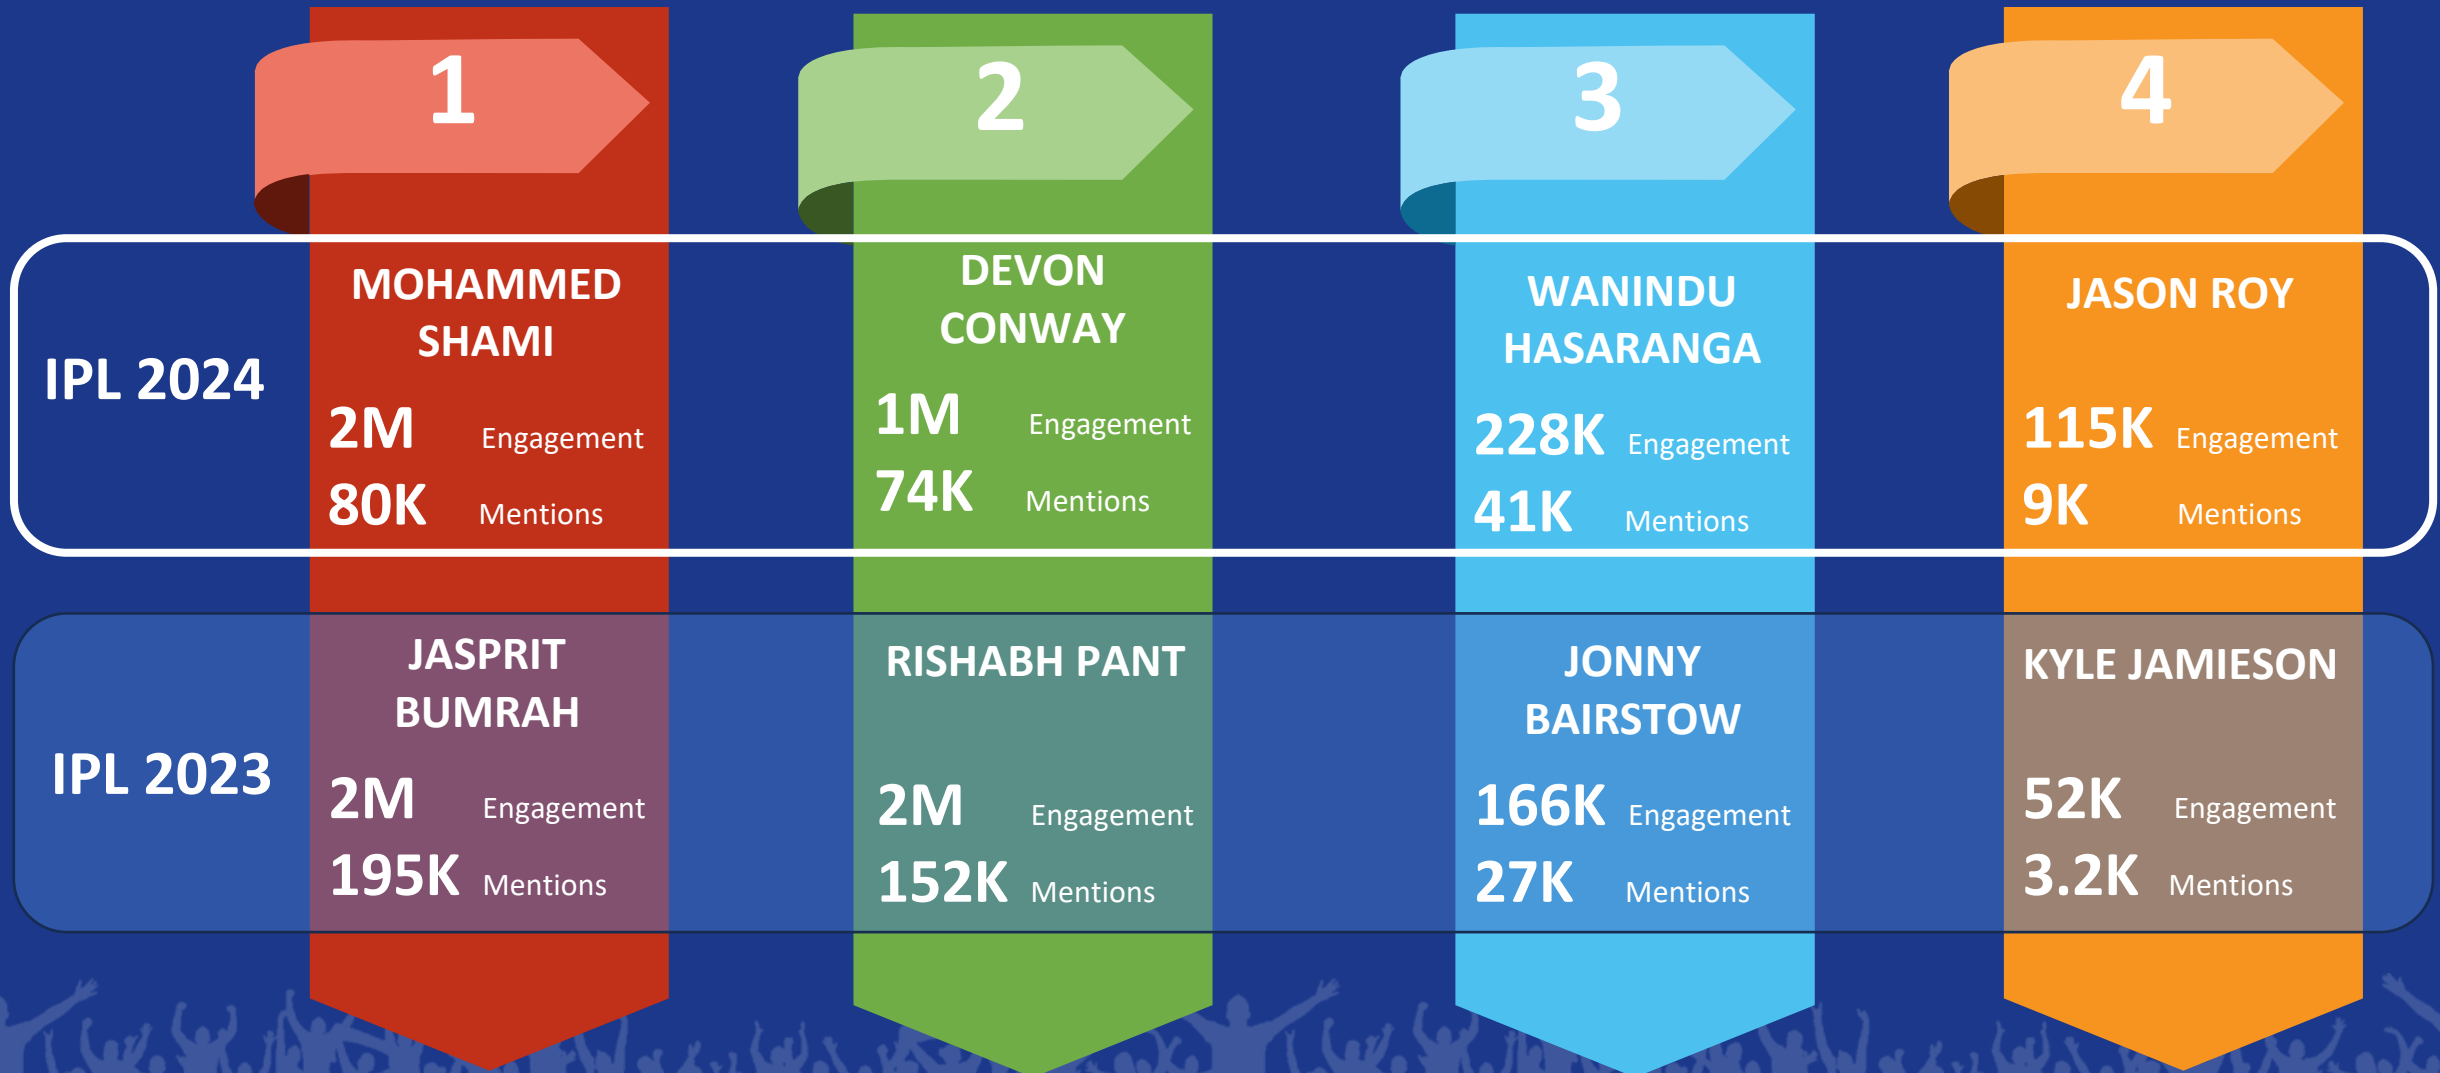 1
2
3
4
IPL 2024
MOHAMMED
SHAMI
2M Engagement
80K Mentions
DEVON
CONWAY
1M Engagement
74K Mentions
WANINDU
HASARANGA
228K Engagement
41K Mentions
JASON ROY
115K Engagement
9K Mentions
IPL 2023
JASPRIT
BUMRAH
2M Engagement
195K Mentions
RISHABH PANT
2M Engagement
152K Mentions
JONNY
BAIRSTOW
166K Engagement
27K Mentions
KYLE JAMIESON
52K Engagement
3.2K Mentions